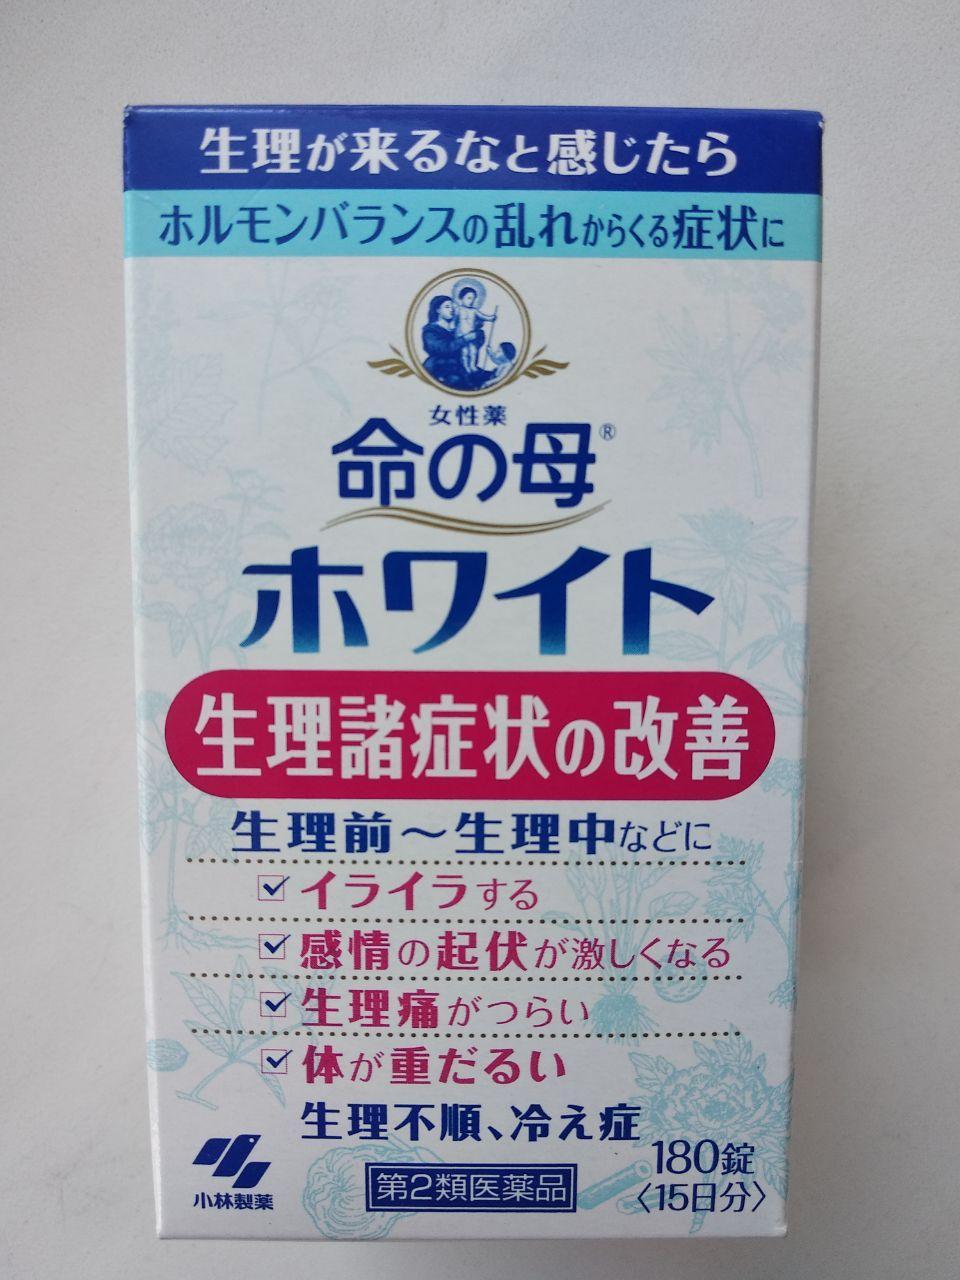 生理が来るなと感じたら
ホルモンバランスの乱れからくる症状に
女性薬
命の母®
ホワイト
生理諸症状の改善
生理前〜生理中などに
イライラする
感情の起伏が激しくなる
生理痛がつらい
体が重だるい
生理不順、冷え症
小林製薬
第2類医薬品
180錠
〈15日分〉